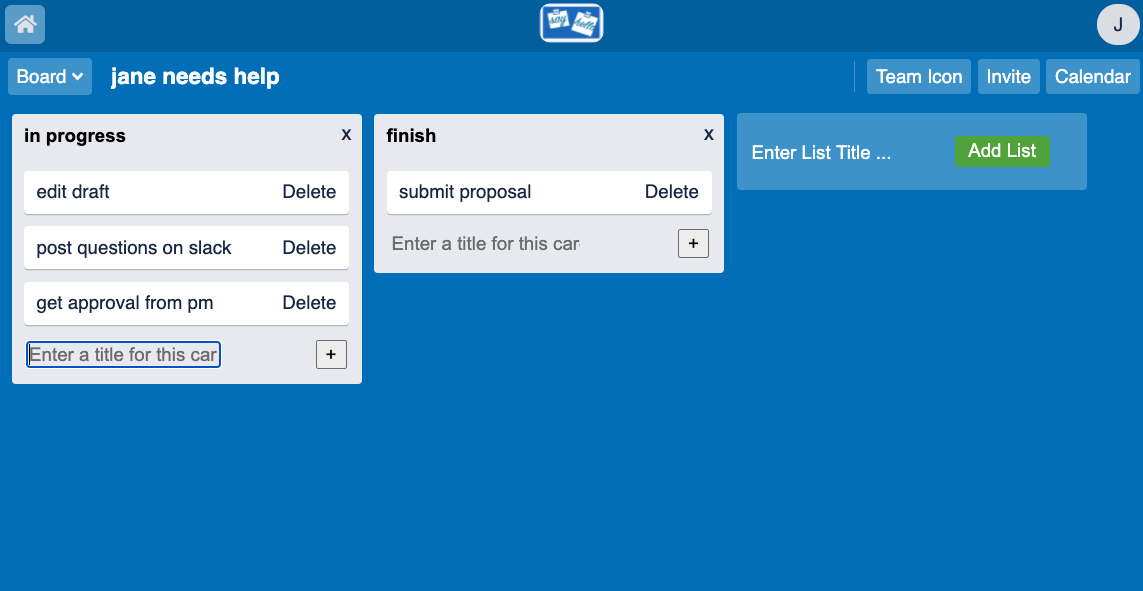 say hello
J
Board
jane needs help
Team Icon
Invite
Calendar
in progress
X
edit draft
Delete
post questions on slack
Delete
get approval from pm
Delete
Enter a title for this car
+
finish
X
submit proposal
Delete
Enter a title for this car
+
Enter List Title ...
Add List